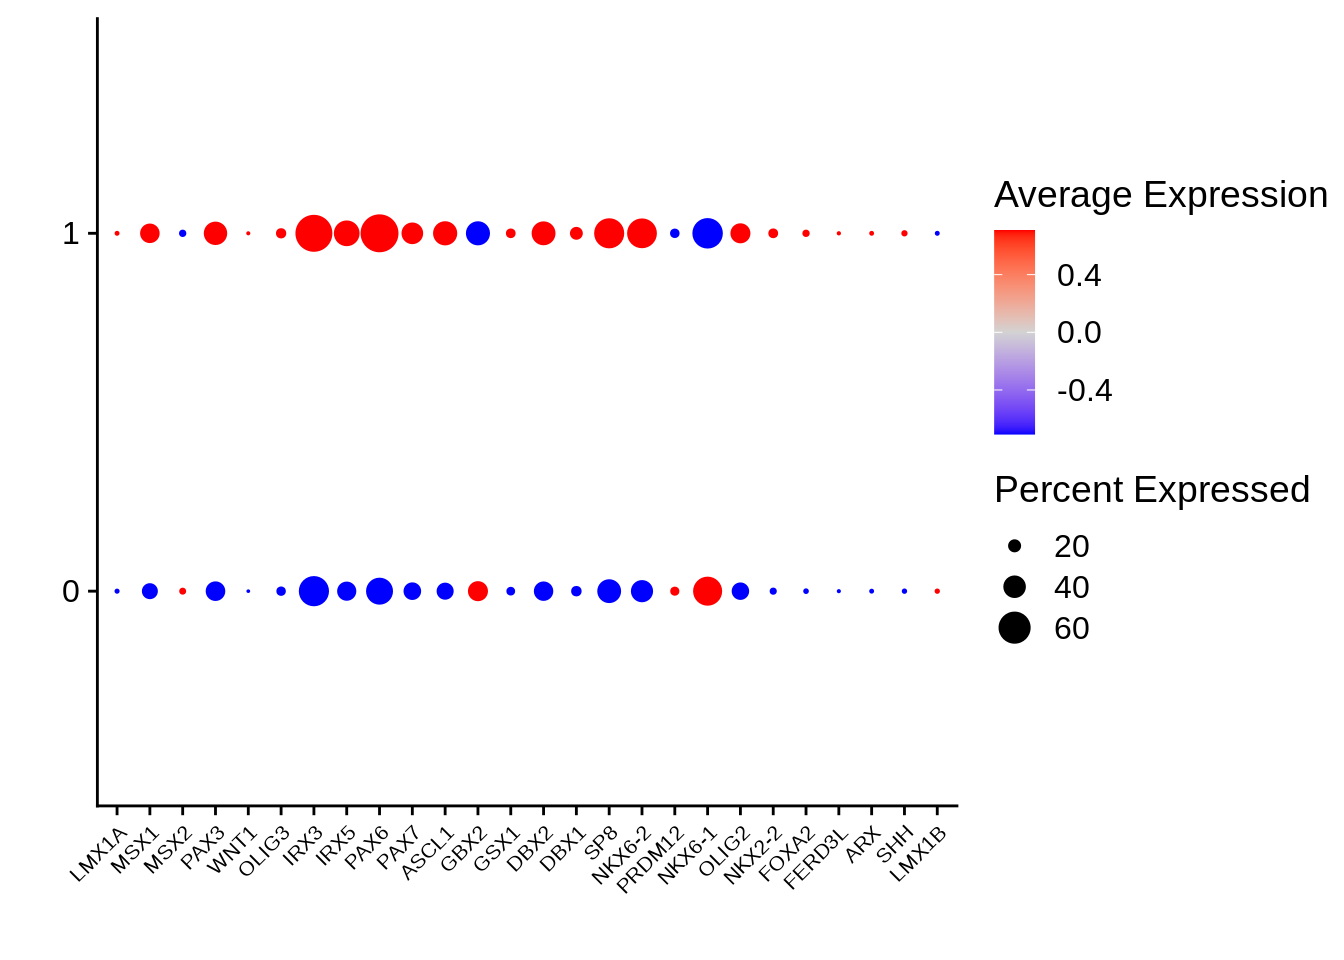 1
0
LMX1A
MSX1
MSX2
PAX3
WNT1
OLIG3
IRX3
IRX5
PAX6
PAX7
ASCL1
GBX2
GSX1
DBX2
DBX1
SP8
NKX6-2
PRDM12
NKX6-1
OLIG2
NKX2-2
FOXA2
FERD3L
ARX
SHH
LMX1B
Average Expression
0.4
0.0
-0.4
Percent Expressed
20
40
60